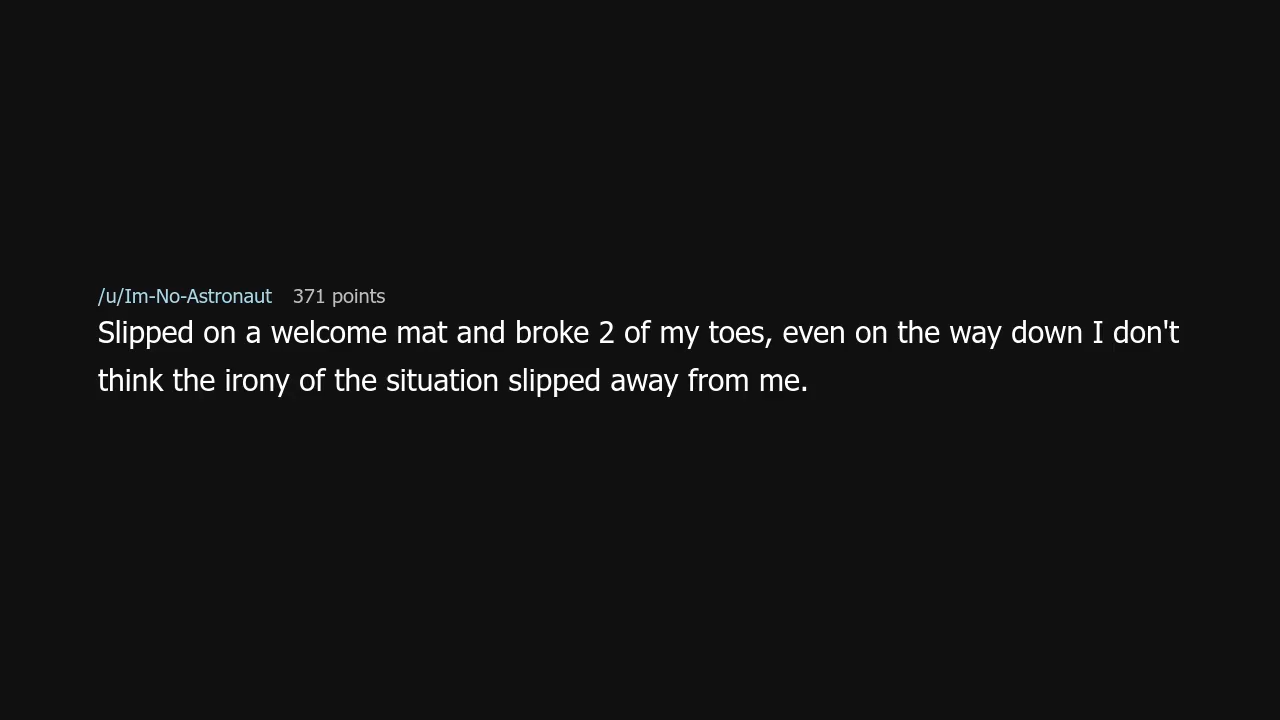 /u/Im-No-Astronaut 371 points
Slipped on a welcome mat and broke 2 of my toes, even on the way down I don't
think the irony of the situation slipped away from me.